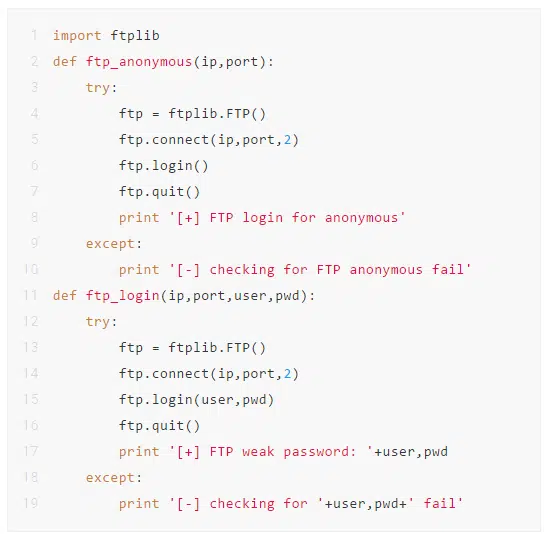 1 import ftplib
2 def ftp_anonymous(ip,port):
3     try:
4         ftp = ftplib.FTP()
5         ftp.connect(ip,port,2)
6         ftp.login()
7         ftp.quit()
8         print '[+] FTP login for anonymous'
9     except:
10         print '[-] checking for FTP anonymous fail'
11 def ftp_login(ip,port,user,pwd):
12     try:
13         ftp = ftplib.FTP()
14         ftp.connect(ip,port,2)
15         ftp.login(user,pwd)
16         ftp.quit()
17         print '[+] FTP weak password: '+user,pwd
18     except:
19         print '[-] checking for '+user,pwd+' fail'